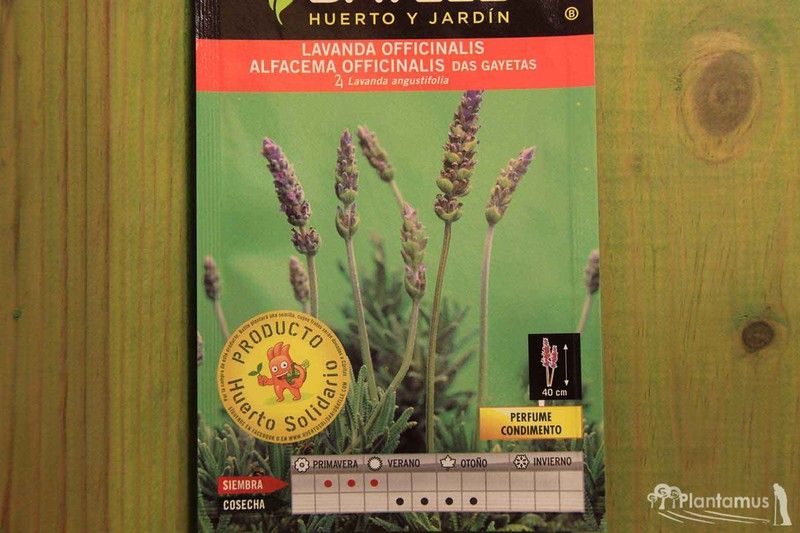 HUERTO Y JARDÍN
LAVANDA OFFICINALIS
ALFACEMA OFFICINALIS DAS GAYETAS
Lavanda angustifolia
PRODUCTO
Huerto Solidario
40 cm
PERFUME
CONDIMENTO
PRIMAVERA VERANO OTOÑO INVIERNO
SIEMBRA
COSECHA
Plantamus